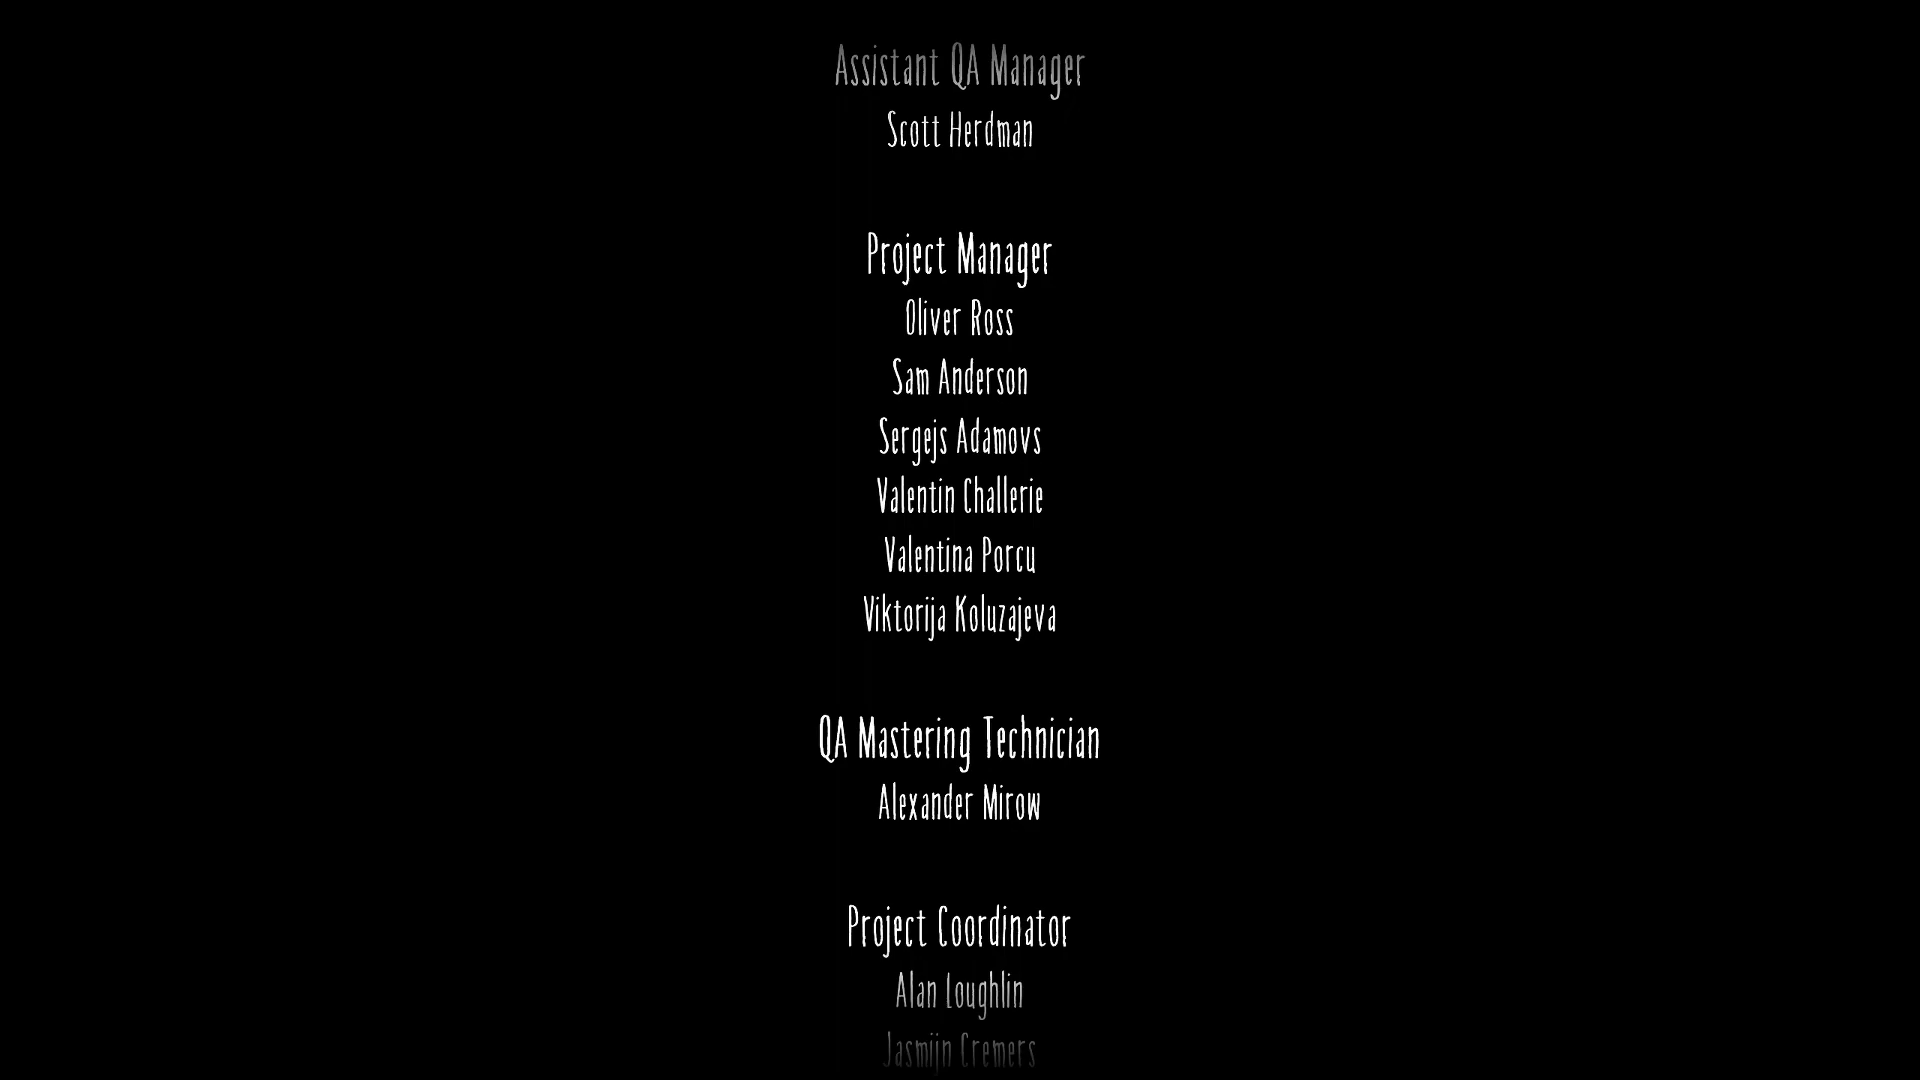 Assistant QA Manager
Scott Herdman
Project Manager
Oliver Ross
Sam Anderson
Sergejs Adamovs
Valentin Challerie
Valentina Porcu
Viktorija Koluzajeva
QA Mastering Technician
Alexander Mirow
Project Coordinator
Alan Loughlin
Jasmijn Cremers